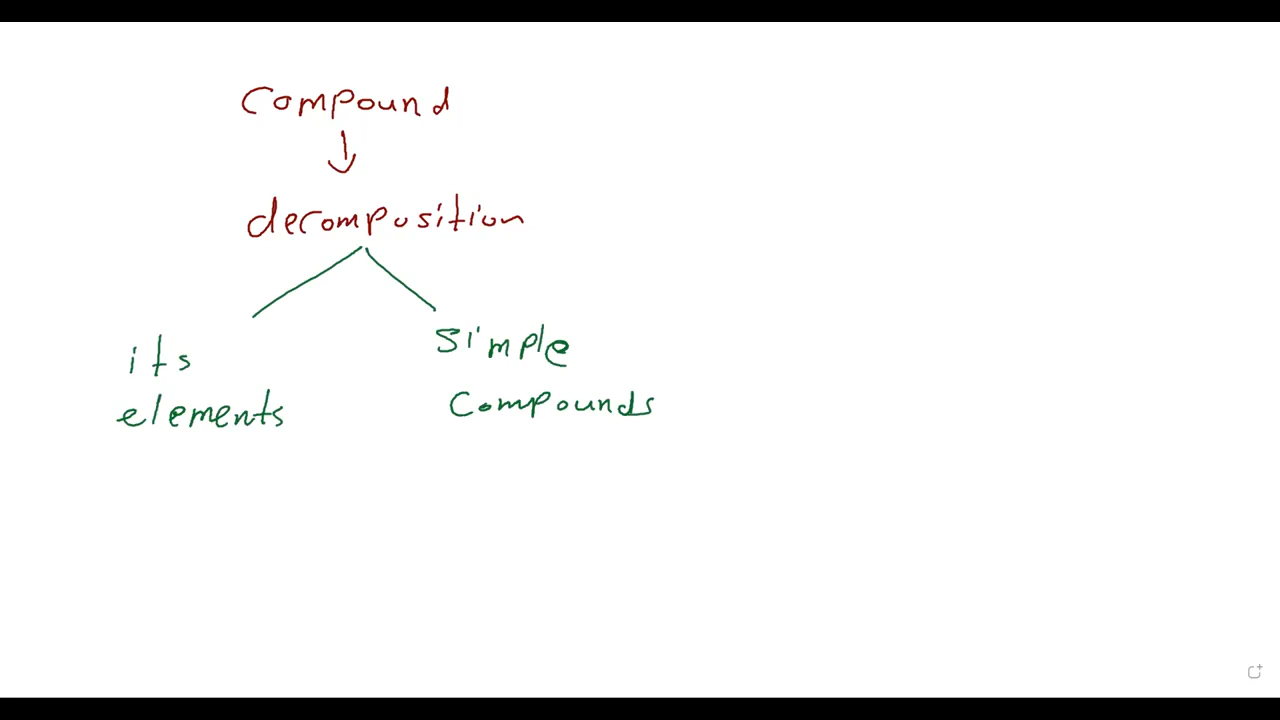 Compound
decomposition
its
elements
simple
Compounds